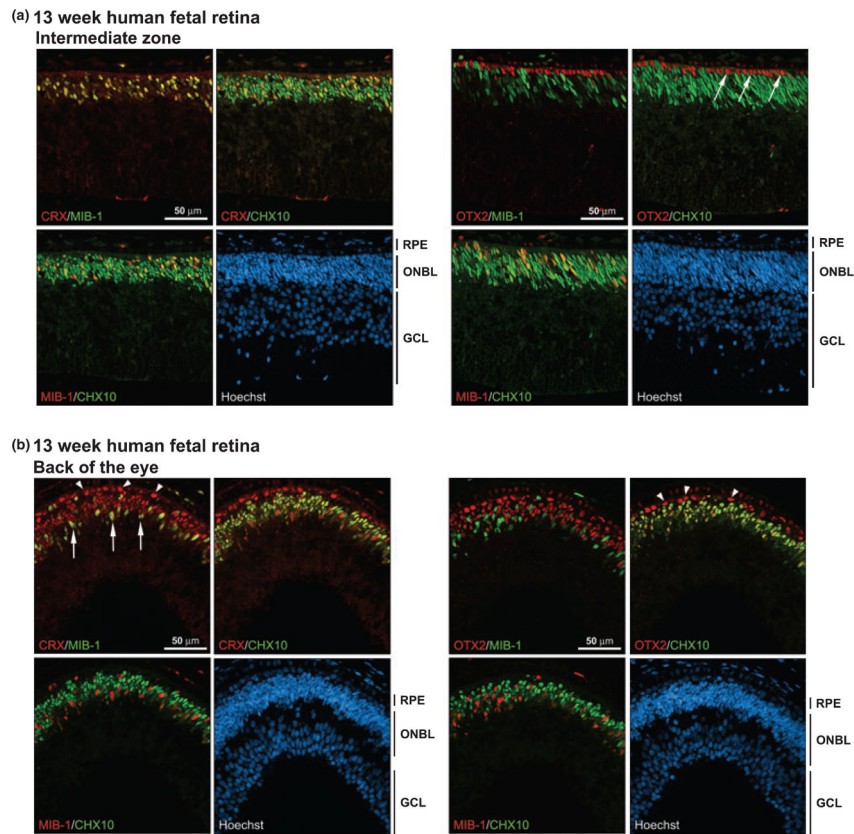 (a) 13 week human fetal retina
Intermediate zone
CRX/MIB-1 50 μm CRX/CHX10 OTX2/MIB-1 50 μm OTX2/CHX10
MIB-1/CHX10 Hoechst RPE ONBL GCL MIB-1/CHX10 Hoechst RPE ONBL GCL
(b) 13 week human fetal retina
Back of the eye
CRX/MIB-1 50 μm CRX/CHX10 OTX2/MIB-1 50 μm OTX2/CHX10
MIB-1/CHX10 Hoechst RPE ONBL GCL MIB-1/CHX10 Hoechst RPE ONBL GCL